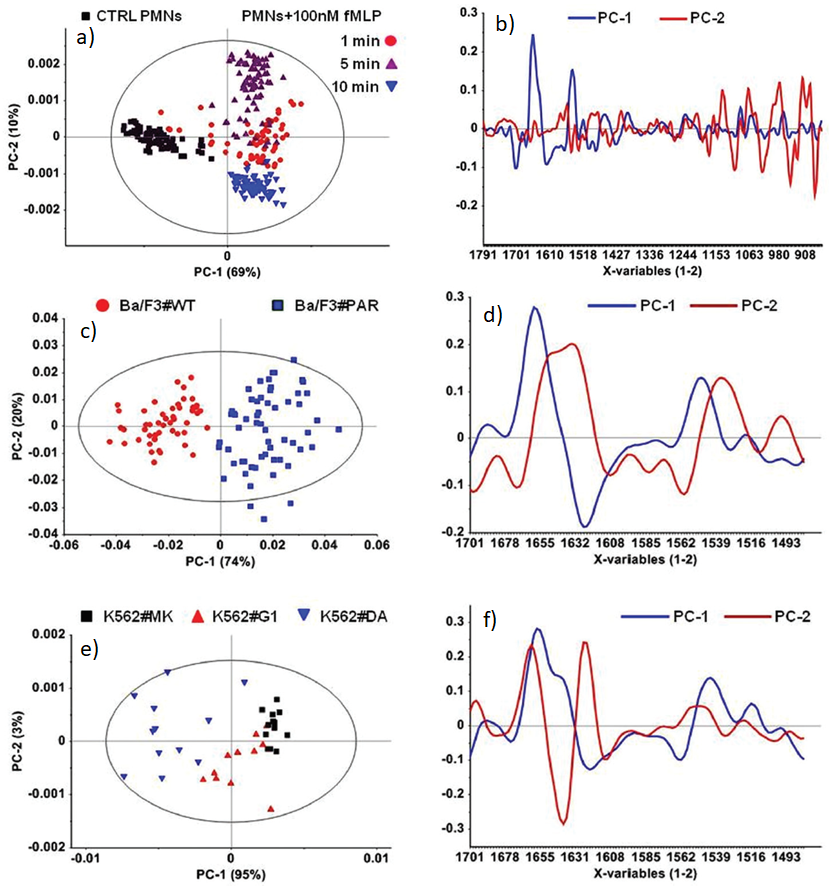 a)
CTRL PMNs
PMNs+100nM fMLP
1 min
5 min
10 min
0.002
0.001
0
-0.001
-0.002
PC-2 (10%)
0
PC-1 (69%)
b)
PC-1
PC-2
0.3
0.2
0.1
0
-0.1
-0.2
1791 1701 1610 1518 1427 1336 1244 1153 1063 980 908
X-variables (1-2)
Ba/F3#WT
Ba/F3#PAR
c)
0.04
0.03
0.02
0.01
0
-0.01
-0.02
-0.03
-0.04
PC-2 (20%)
-0.06 -0.04 -0.02 0 0.02 0.04 0.06
PC-1 (74%)
d)
PC-1
PC-2
0.3
0.2
0.1
0
-0.1
-0.2
1701 1678 1655 1632 1608 1585 1562 1539 1516 1493
X-variables (1-2)
K562#MK
K562#G1
K562#DA
e)
0.002
0.001
0
-0.001
-0.002
PC-2 (3%)
-0.01 0 0.01
PC-1 (95%)
f)
PC-1
PC-2
0.3
0.2
0.1
0
-0.1
-0.2
-0.3
1701 1678 1655 1631 1608 1585 1562 1539 1516 1493
X-variables (1-2)